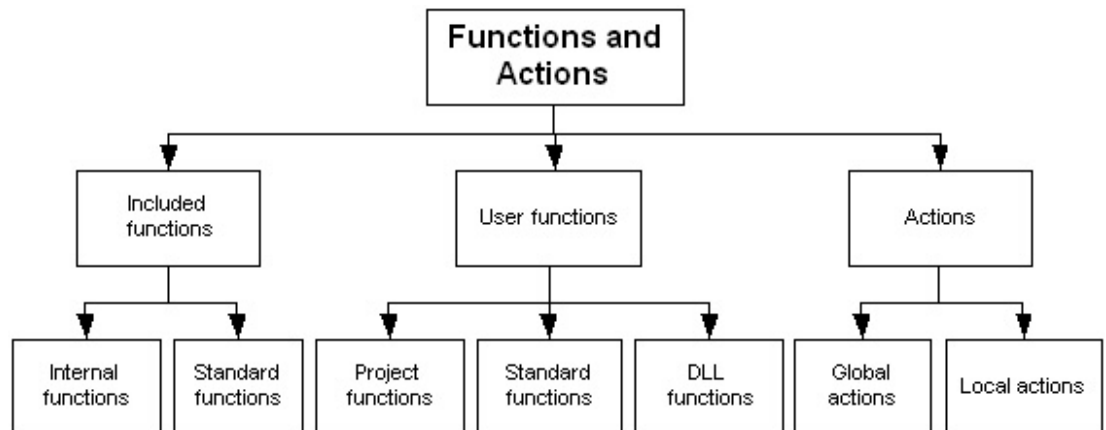 Functions and
Actions
Included
functions
User functions
Actions
Internal
functions
Standard
functions
Project
functions
Standard
functions
DLL
functions
Global
actions
Local actions